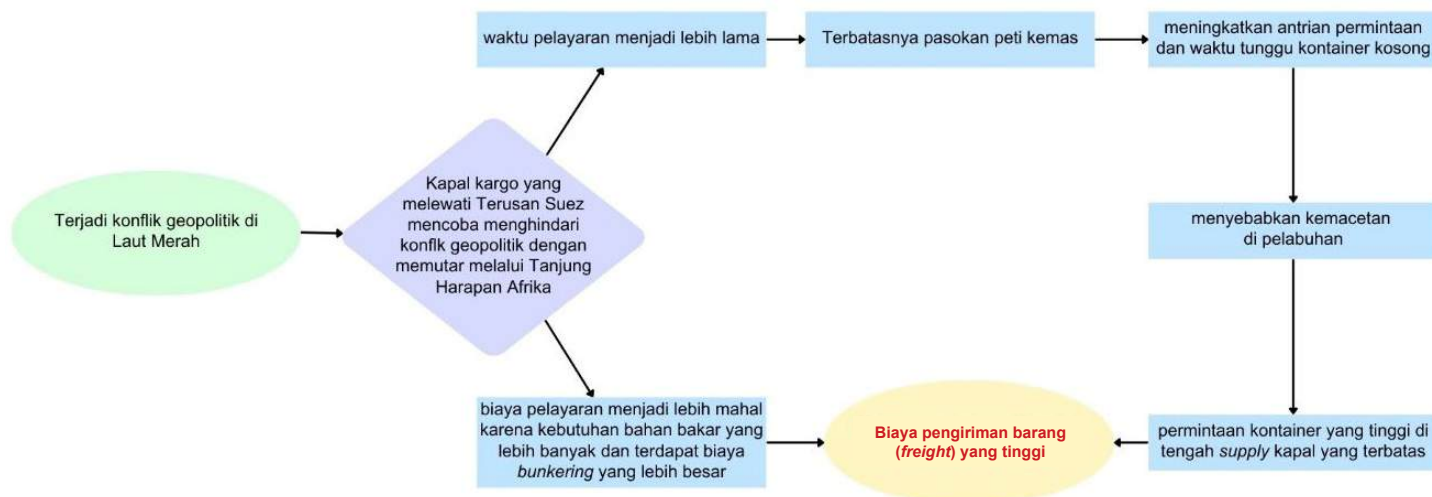 Terjadi konflik geopolitik di
Laut Merah
Kapal kargo yang
melewati Terusan Suez
mencoba menghindari
konflk geopolitik dengan
memutar melalui Tanjung
Harapan Afrika
waktu pelayaran menjadi lebih lama
Terbatasnya pasokan peti kemas
meningkatkan antrian permintaan
dan waktu tunggu kontainer kosong
menyebabkan kemacetan
di pelabuhan
permintaan kontainer yang tinggi di
tengah supply kapal yang terbatas
biaya pelayaran menjadi lebih mahal
karena kebutuhan bahan bakar yang
lebih banyak dan terdapat biaya
bunkering yang lebih besar
Biaya pengiriman barang
(freight) yang tinggi